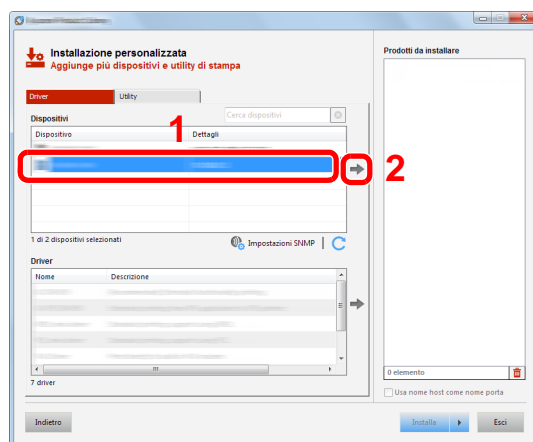 Installazione personalizzata
Aggiunge più dispositivi e utility di stampa
Prodotti da installare
Driver
Utility
Dispositivi
Cerca dispositivi
1
Dispositivo
Dettagli
2
1 di 2 dispositivi selezionati
Impostazioni SNMP
Driver
Nome
Descrizione
7 driver
0 elemento
Usa nome host come nome porta
Indietro
Installa
Esci